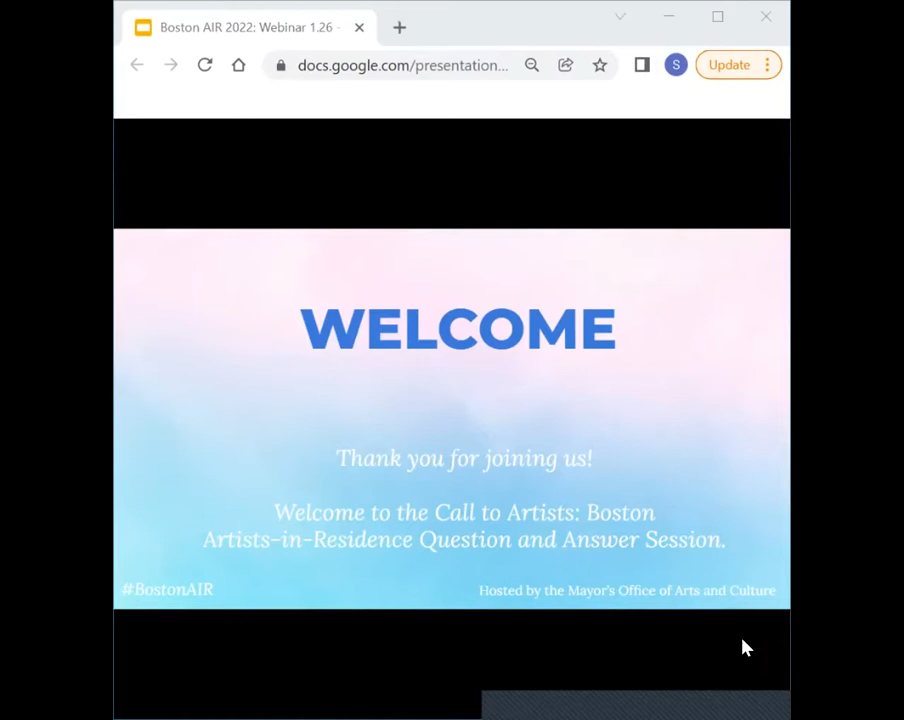 Boston AIR 2022: Webinar 1.26 -
docs.google.com/presentation...
S
Update
WELCOME
Thank you for joining us!
Welcome to the Call to Artists: Boston
Artists-in-Residence Question and Answer Session.
#BostonAIR
Hosted by the Mayor's Office of Arts and Culture